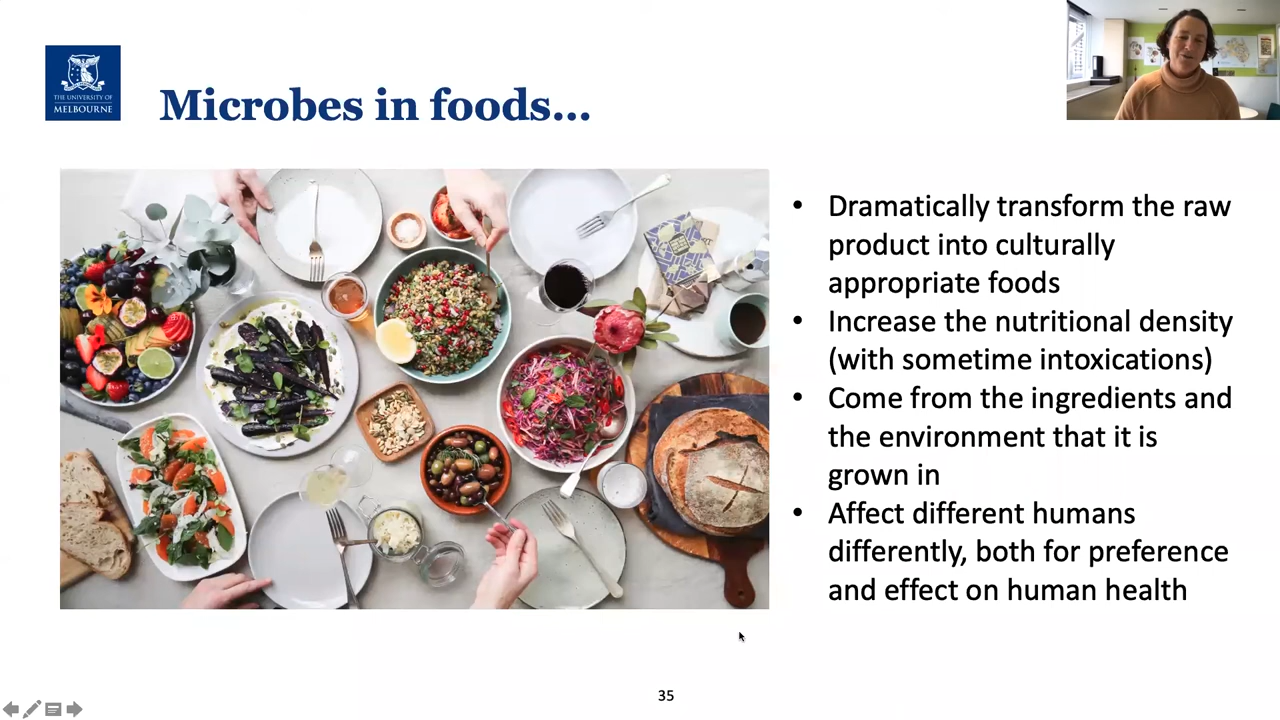 THE UNIVERSITY OF
MELBOURNE
Microbes in foods...
• Dramatically transform the raw
product into culturally
appropriate foods
• Increase the nutritional density
(with sometime intoxications)
• Come from the ingredients and
the environment that it is
grown in
• Affect different humans
differently, both for preference
and effect on human health
35